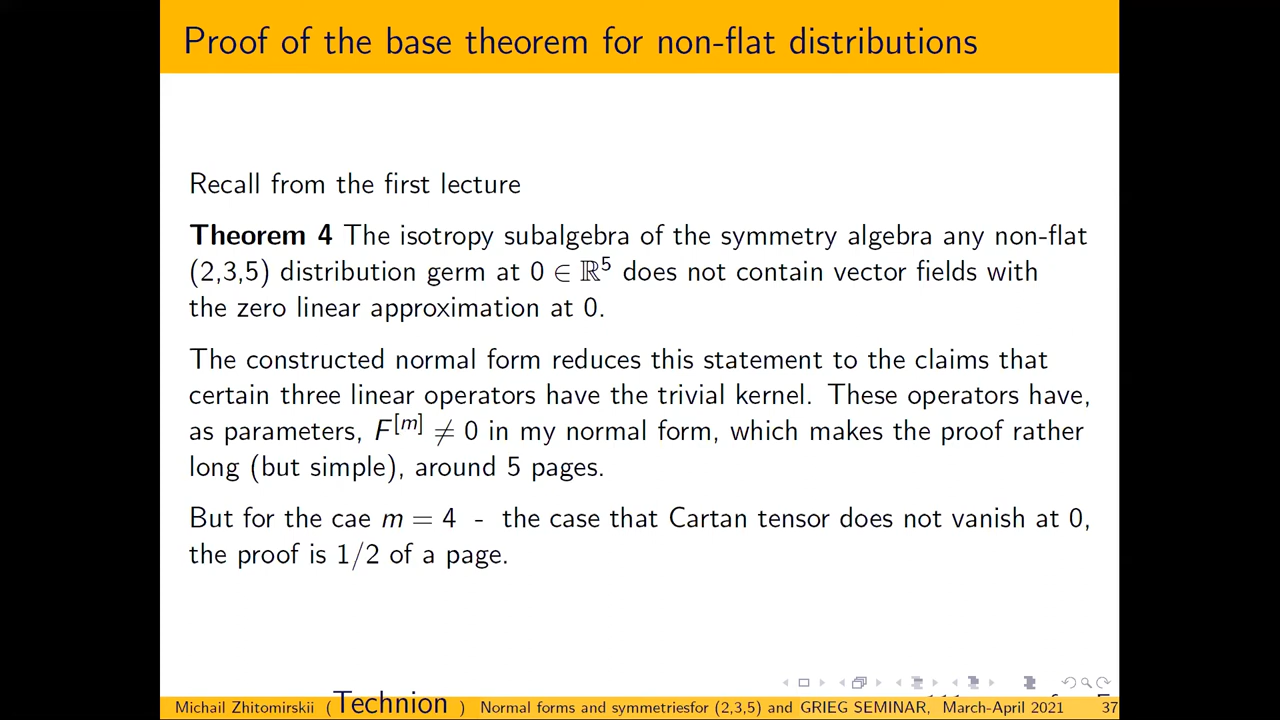 Proof of the base theorem for non-flat distributions
Recall from the first lecture
Theorem 4 The isotropy subalgebra of the symmetry algebra any non-flat
(2,3,5) distribution germ at 0 ∈ ℝ⁵ does not contain vector fields with
the zero linear approximation at 0.
The constructed normal form reduces this statement to the claims that
certain three linear operators have the trivial kernel. These operators have,
as parameters, F^[m] ≠ 0 in my normal form, which makes the proof rather
long (but simple), around 5 pages.
But for the cae m = 4 - the case that Cartan tensor does not vanish at 0,
the proof is 1/2 of a page.
Michail Zhitomirskii ( Technion ) Normal forms and symmetriesfor (2,3,5) and GRIEG SEMINAR, March-April 2021 37